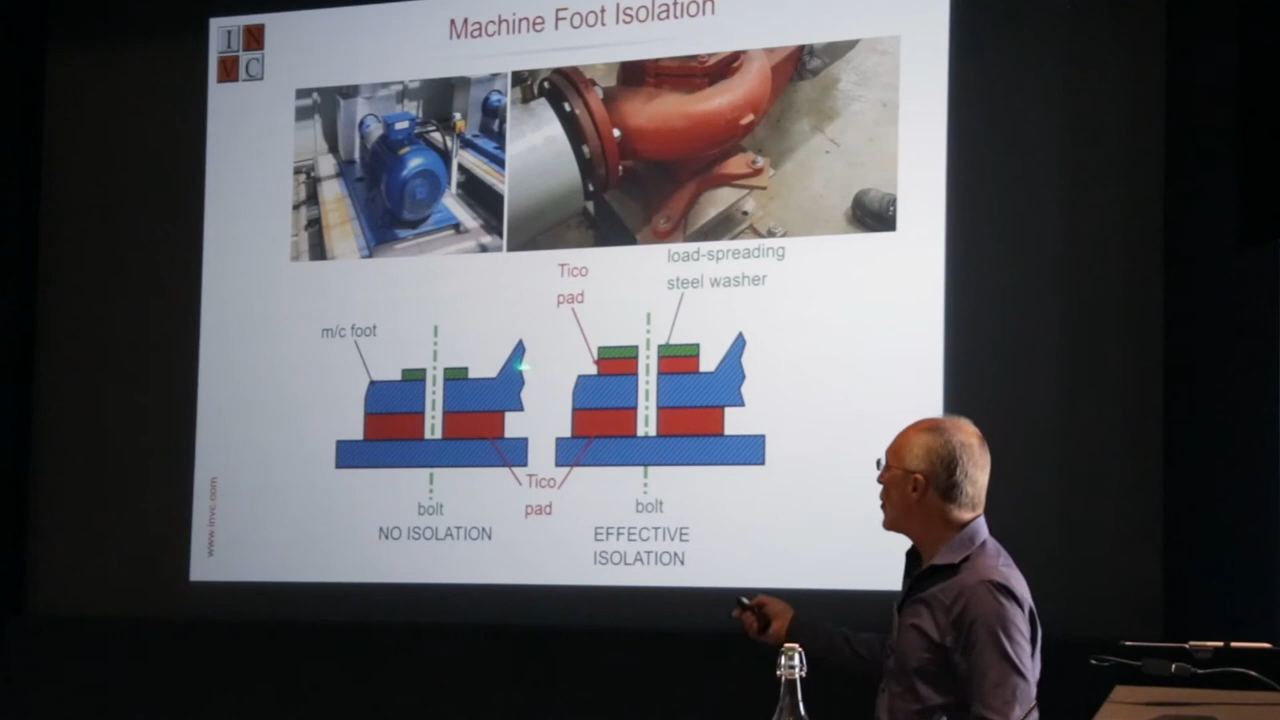 Machine Foot Isolation
I N
V C
load-spreading
steel washer
Tico
pad
m/c foot
Tico
pad
bolt
bolt
NO ISOLATION
EFFECTIVE
ISOLATION
www.invc.com